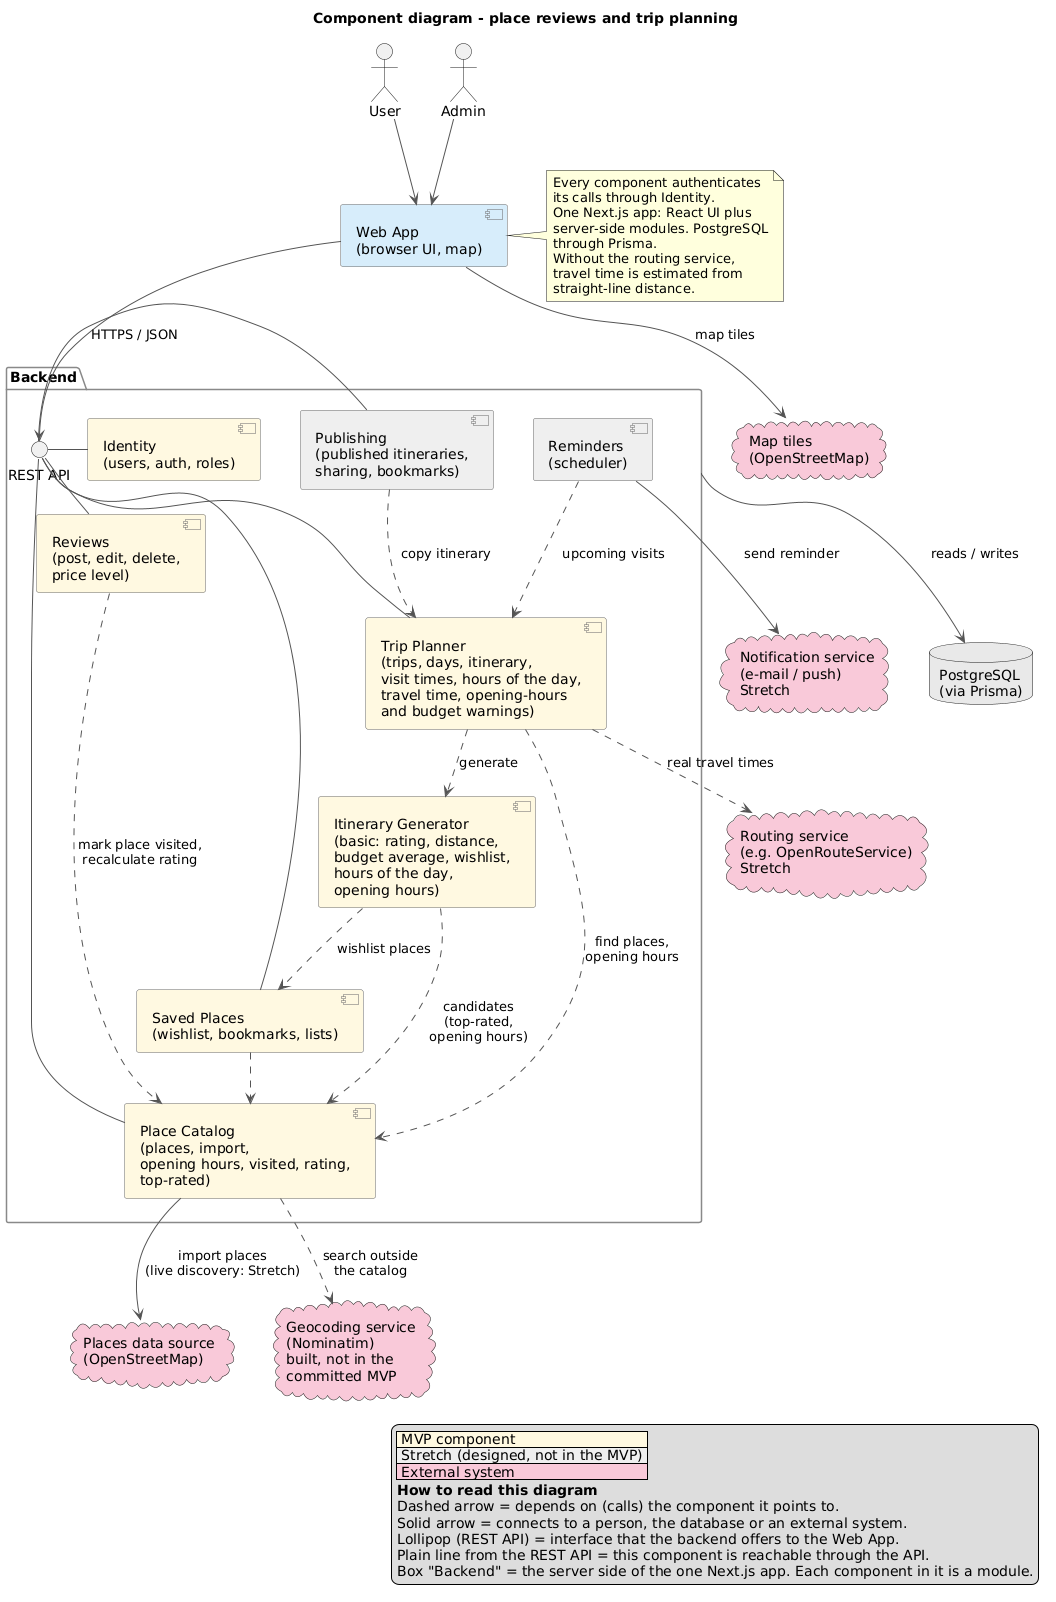 Component diagram - place reviews and trip planning
User
Admin
Web App
(browser UI, map)
Every component authenticates
its calls through Identity.
One Next.js app: React UI plus
server-side modules. PostgreSQL
through Prisma.
Without the routing service,
travel time is estimated from
straight-line distance.
HTTPS / JSON
map tiles
Backend
Identity
(users, auth, roles)
Publishing
(published itineraries,
sharing, bookmarks)
Reminders
(scheduler)
Map tiles
(OpenStreetMap)
REST API
Reviews
(post, edit, delete,
price level)
copy itinerary
upcoming visits
send reminder
reads / writes
Trip Planner
(trips, days, itinerary,
visit times, hours of the day,
travel time, opening-hours
and budget warnings)
Notification service
(e-mail / push)
Stretch
PostgreSQL
(via Prisma)
generate
real travel times
Itinerary Generator
(basic: rating, distance,
budget average, wishlist,
hours of the day,
opening hours)
Routing service
(e.g. OpenRouteService)
Stretch
mark place visited,
recalculate rating
wishlist places
find places,
opening hours
Saved Places
(wishlist, bookmarks, lists)
candidates
(top-rated,
opening hours)
Place Catalog
(places, import,
opening hours, visited, rating,
top-rated)
import places
(live discovery: Stretch)
search outside
the catalog
Places data source
(OpenStreetMap)
Geocoding service
(Nominatim)
built, not in the
committed MVP
MVP component
Stretch (designed, not in the MVP)
External system
How to read this diagram
Dashed arrow = depends on (calls) the component it points to.
Solid arrow = connects to a person, the database or an external system.
Lollipop (REST API) = interface that the backend offers to the Web App.
Plain line from the REST API = this component is reachable through the API.
Box "Backend" = the server side of the one Next.js app. Each component in it is a module.